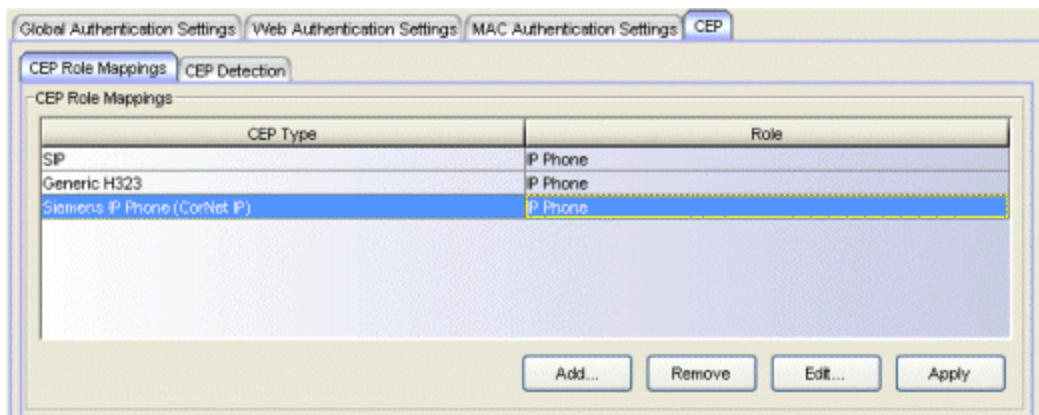 Global Authentication Settings Web Authentication Settings MAC Authentication Settings CEP
CEP Role Mappings CEP Detection
CEP Role Mappings
CEP Type Role
SIP IP Phone
Generic H323 IP Phone
Siemens IP Phone (CorNet IP) IP Phone
Add... Remove Edit... Apply